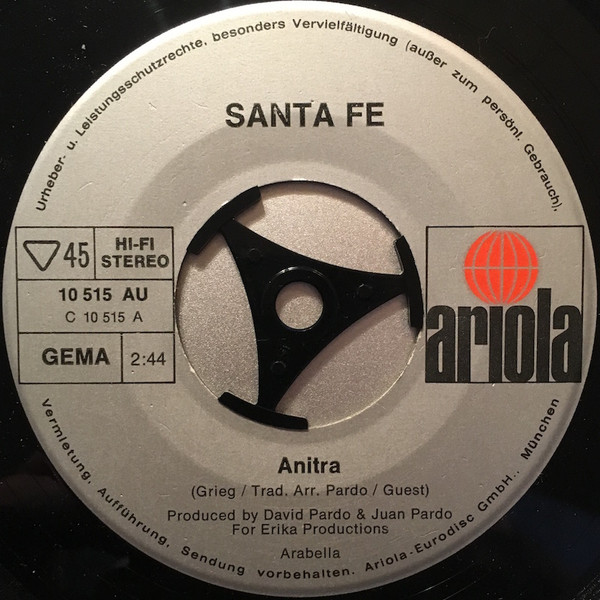 Urheber- u. Leistungsschutzrechte, besonders Vervielfältigung (außer zum persönl. Gebrauch),
SANTA FE
45
HI-FI
STEREO
10 515 AU
C 10 515 A
GEMA
2:44
ariola
Anitra
(Grieg / Trad. Arr. Pardo / Guest)
Produced by David Pardo & Juan Pardo
For Erika Productions
Arabella
Vermietung, Aufführung, Sendung vorbehalten. Ariola-Eurodisc GmbH., München